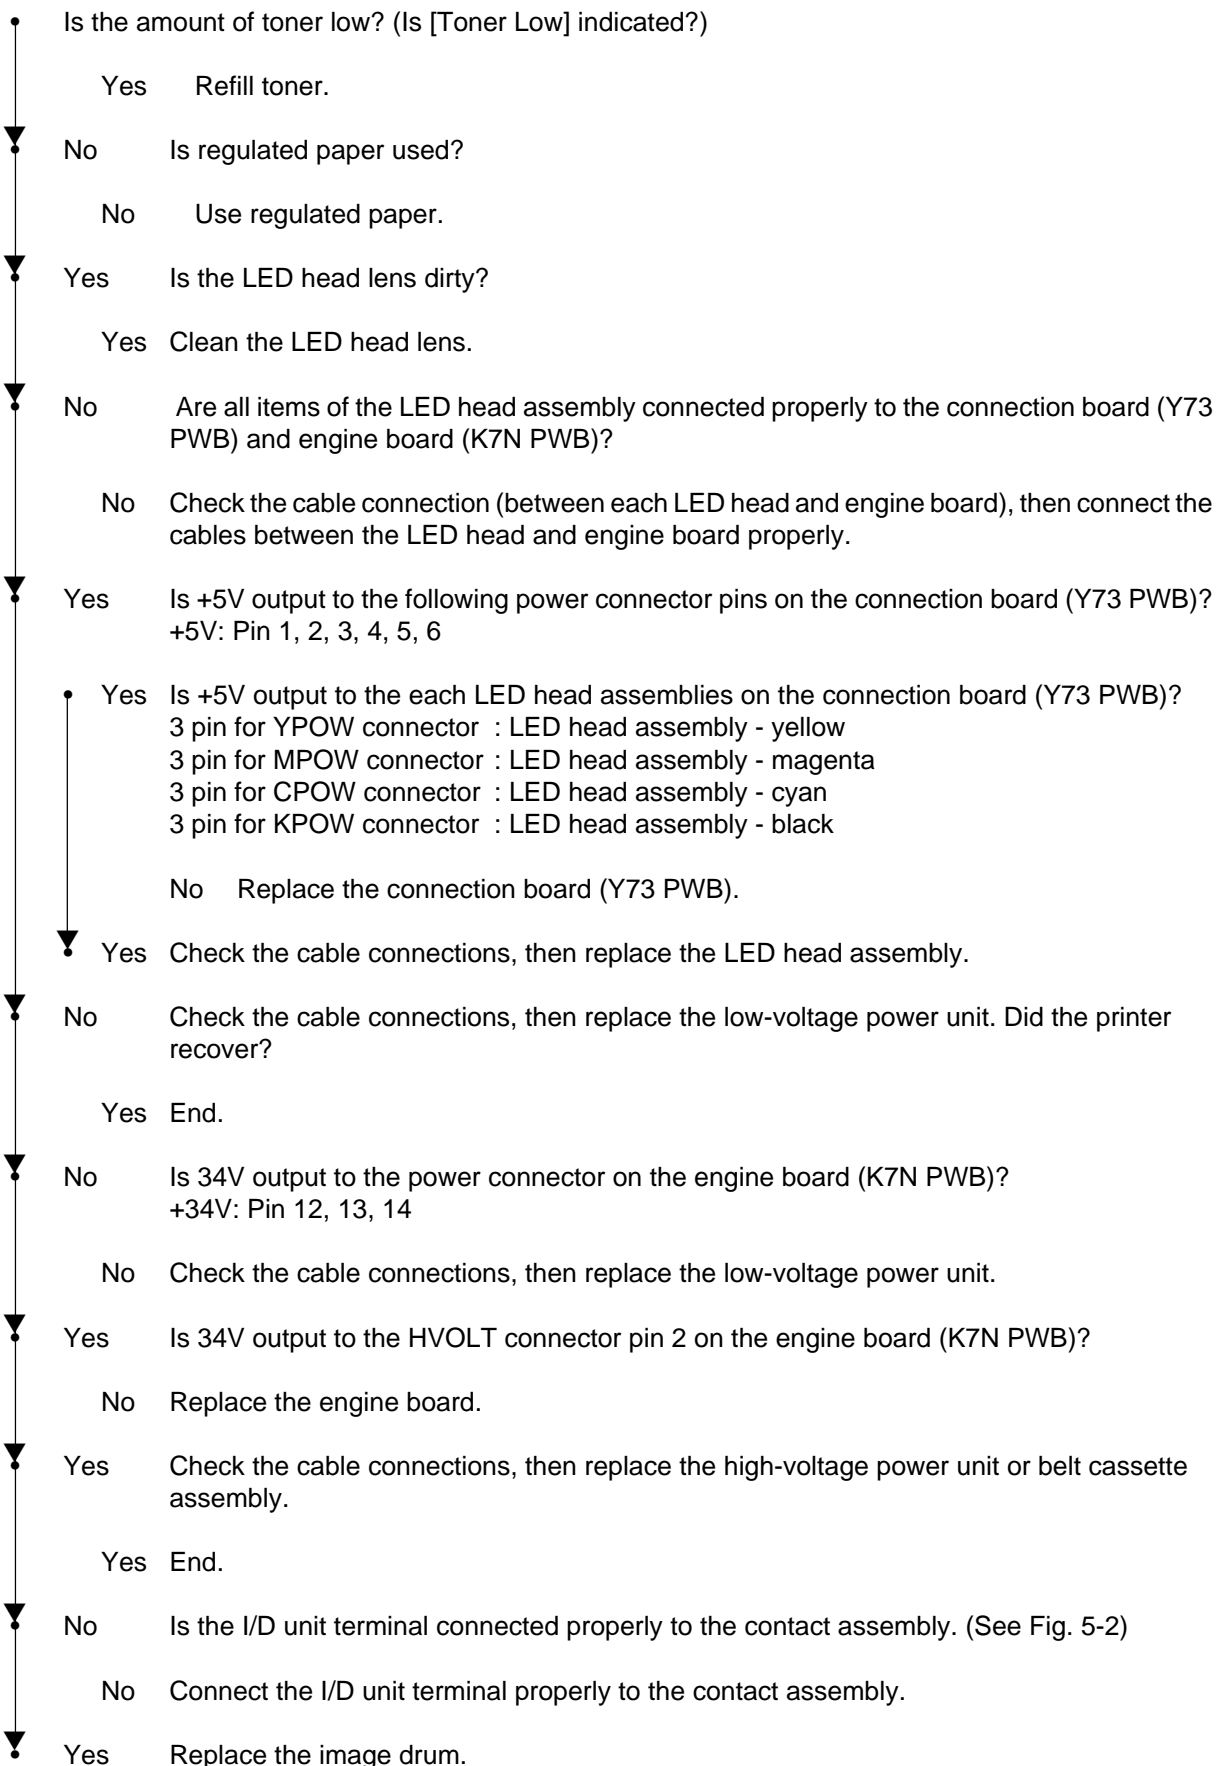 Is the amount of toner low? (Is [Toner Low] indicated?)
Yes Refill toner.
No Is regulated paper used?
No Use regulated paper.
Yes Is the LED head lens dirty?
Yes Clean the LED head lens.
No Are all items of the LED head assembly connected properly to the connection board (Y73
PWB) and engine board (K7N PWB)?
No Check the cable connection (between each LED head and engine board), then connect the
cables between the LED head and engine board properly.
Yes Is +5V output to the following power connector pins on the connection board (Y73 PWB)?
+5V: Pin 1, 2, 3, 4, 5, 6
Yes Is +5V output to the each LED head assemblies on the connection board (Y73 PWB)?
3 pin for YPOW connector : LED head assembly - yellow
3 pin for MPOW connector : LED head assembly - magenta
3 pin for CPOW connector : LED head assembly - cyan
3 pin for KPOW connector : LED head assembly - black
No Replace the connection board (Y73 PWB).
Yes Check the cable connections, then replace the LED head assembly.
No Check the cable connections, then replace the low-voltage power unit. Did the printer
recover?
Yes End.
No Is 34V output to the power connector on the engine board (K7N PWB)?
+34V: Pin 12, 13, 14
No Check the cable connections, then replace the low-voltage power unit.
Yes Is 34V output to the HVOLT connector pin 2 on the engine board (K7N PWB)?
No Replace the engine board.
Yes Check the cable connections, then replace the high-voltage power unit or belt cassette
assembly.
Yes End.
No Is the I/D unit terminal connected properly to the contact assembly. (See Fig. 5-2)
No Connect the I/D unit terminal properly to the contact assembly.
Yes Replace the image drum.